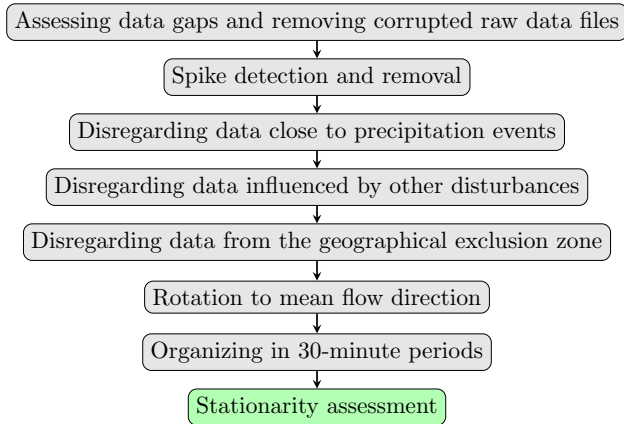 Assessing data gaps and removing corrupted raw data files
Spike detection and removal
Disregarding data close to precipitation events
Disregarding data influenced by other disturbances
Disregarding data from the geographical exclusion zone
Rotation to mean flow direction
Organizing in 30-minute periods
Stationarity assessment